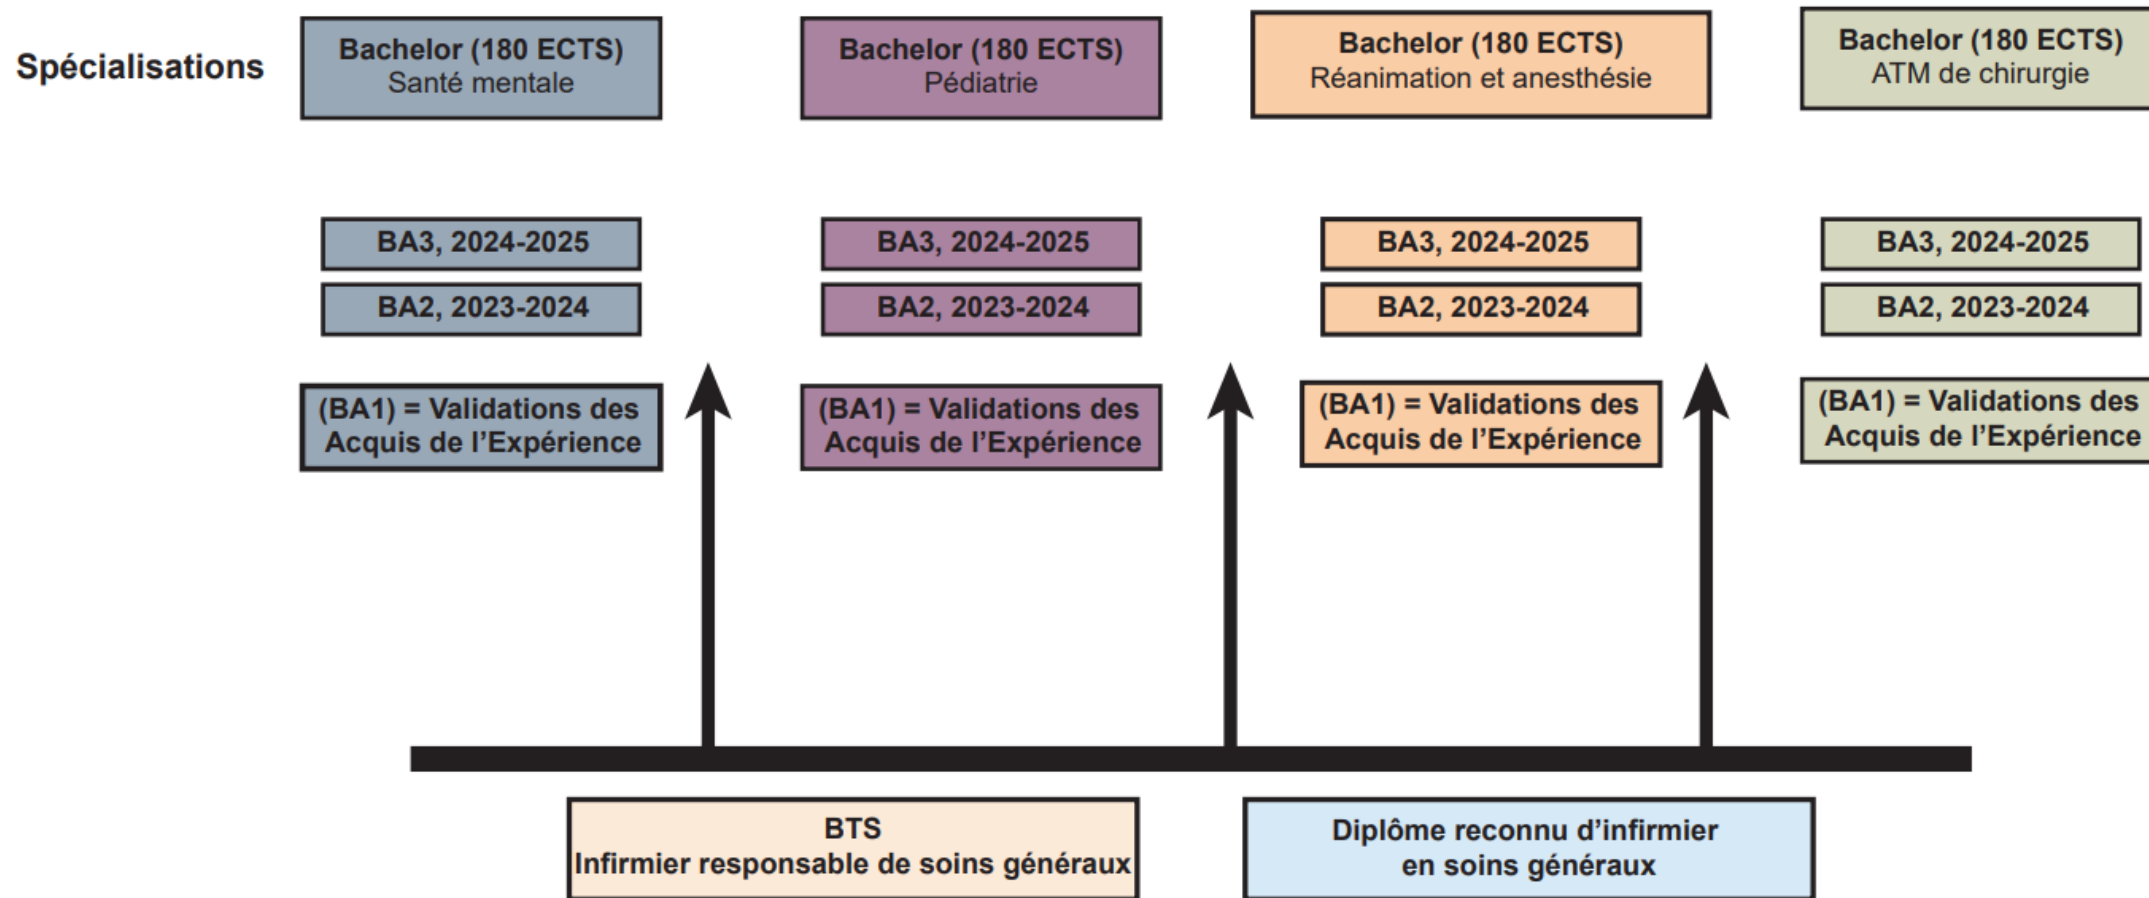 Spécialisations
Bachelor (180 ECTS)
Santé mentale
Bachelor (180 ECTS)
Pédiatrie
Bachelor (180 ECTS)
Réanimation et anesthésie
Bachelor (180 ECTS)
ATM de chirurgie
BA3, 2024-2025
BA3, 2024-2025
BA3, 2024-2025
BA3, 2024-2025
BA2, 2023-2024
BA2, 2023-2024
BA2, 2023-2024
BA2, 2023-2024
(BA1) = Validations des
Acquis de l’Expérience
(BA1) = Validations des
Acquis de l’Expérience
(BA1) = Validations des
Acquis de l’Expérience
(BA1) = Validations des
Acquis de l’Expérience
BTS
Infirmier responsable de soins généraux
Diplôme reconnu d’infirmier
en soins généraux